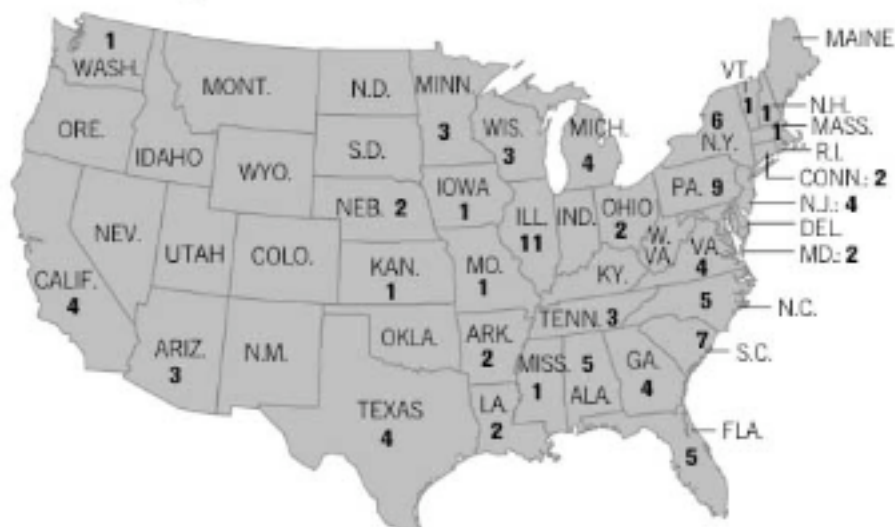 1
WASH.
ORE.
IDAHO
MONT.
WYO.
N.D.
S.D.
NEB. 2
MINN.
3
WIS.
3
MICH.
4
IOWA
1
NEV.
UTAH
COLO.
KAN.
1
MO.
1
ILL.
11
IND.
OHIO
2
W.
VA.
VA.
4
KY.
CALIF.
4
ARIZ.
3
N.M.
OKLA.
TEXAS
4
ARK.
2
LA.
2
TENN. 3
MISS.
1
5
ALA.
GA.
4
5
N.C.
7
S.C.
FLA.
5
PA. 9
6
N.Y.
VT.
1
1
1
MAINE
N.H.
MASS.
R.I.
CONN.: 2
N.J.: 4
DEL.
MD.: 2